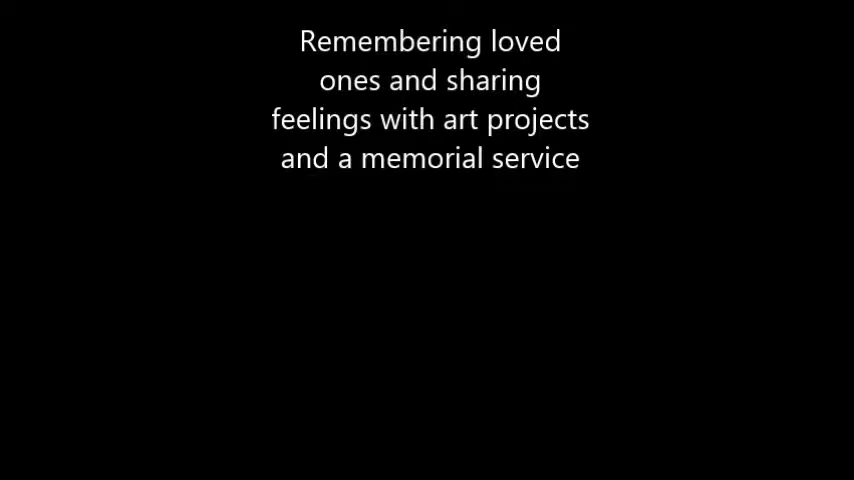 Remembering loved
ones and sharing
feelings with art projects
and a memorial service